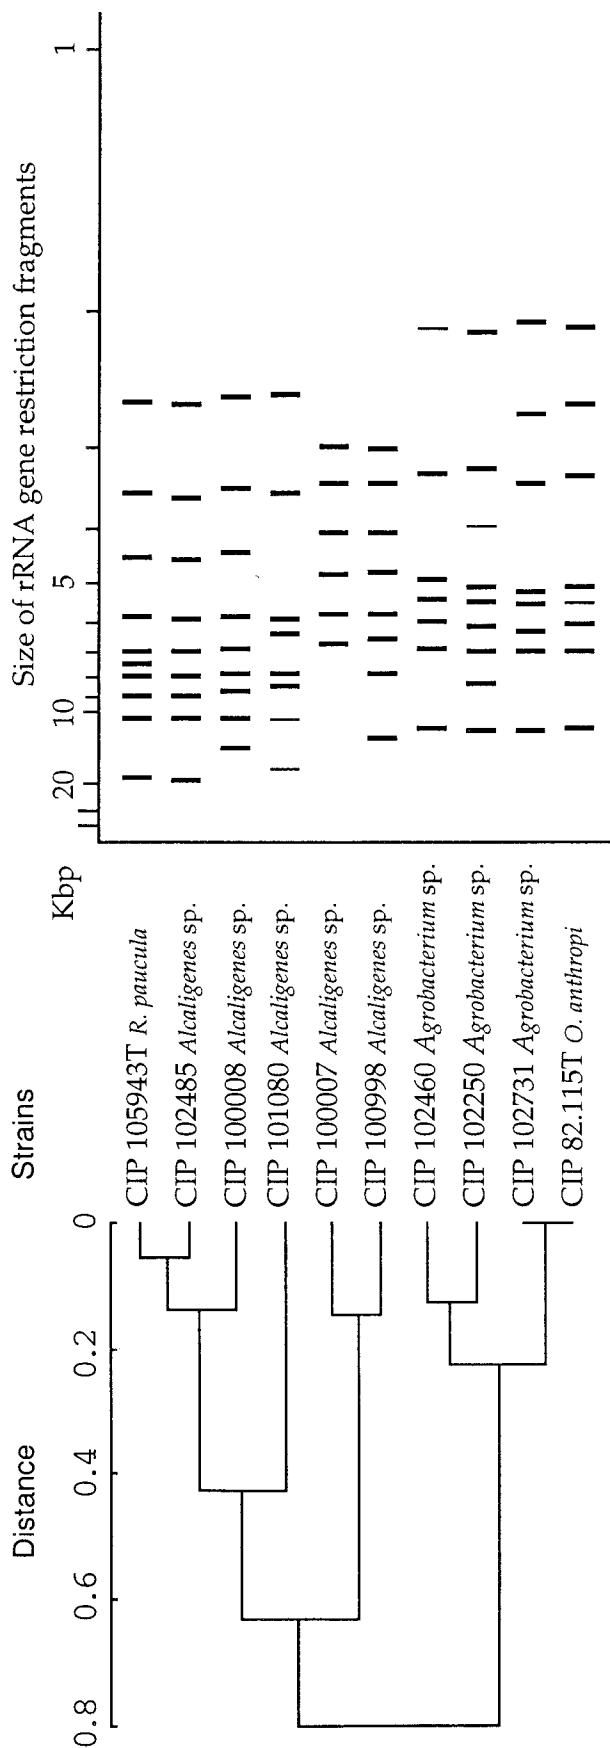 Distance
Strains
Size of rRNA gene restriction fragments
0.8 0.6 0.4 0.2 0
Kbp 20 10 5 1
CIP 105943T R. paucula
CIP 102485 Alcaligenes sp.
CIP 100008 Alcaligenes sp.
CIP 101080 Alcaligenes sp.
CIP 100007 Alcaligenes sp.
CIP 100998 Alcaligenes sp.
CIP 102460 Agrobacterium sp.
CIP 102250 Agrobacterium sp.
CIP 102731 Agrobacterium sp.
CIP 82.115T O. anthropi